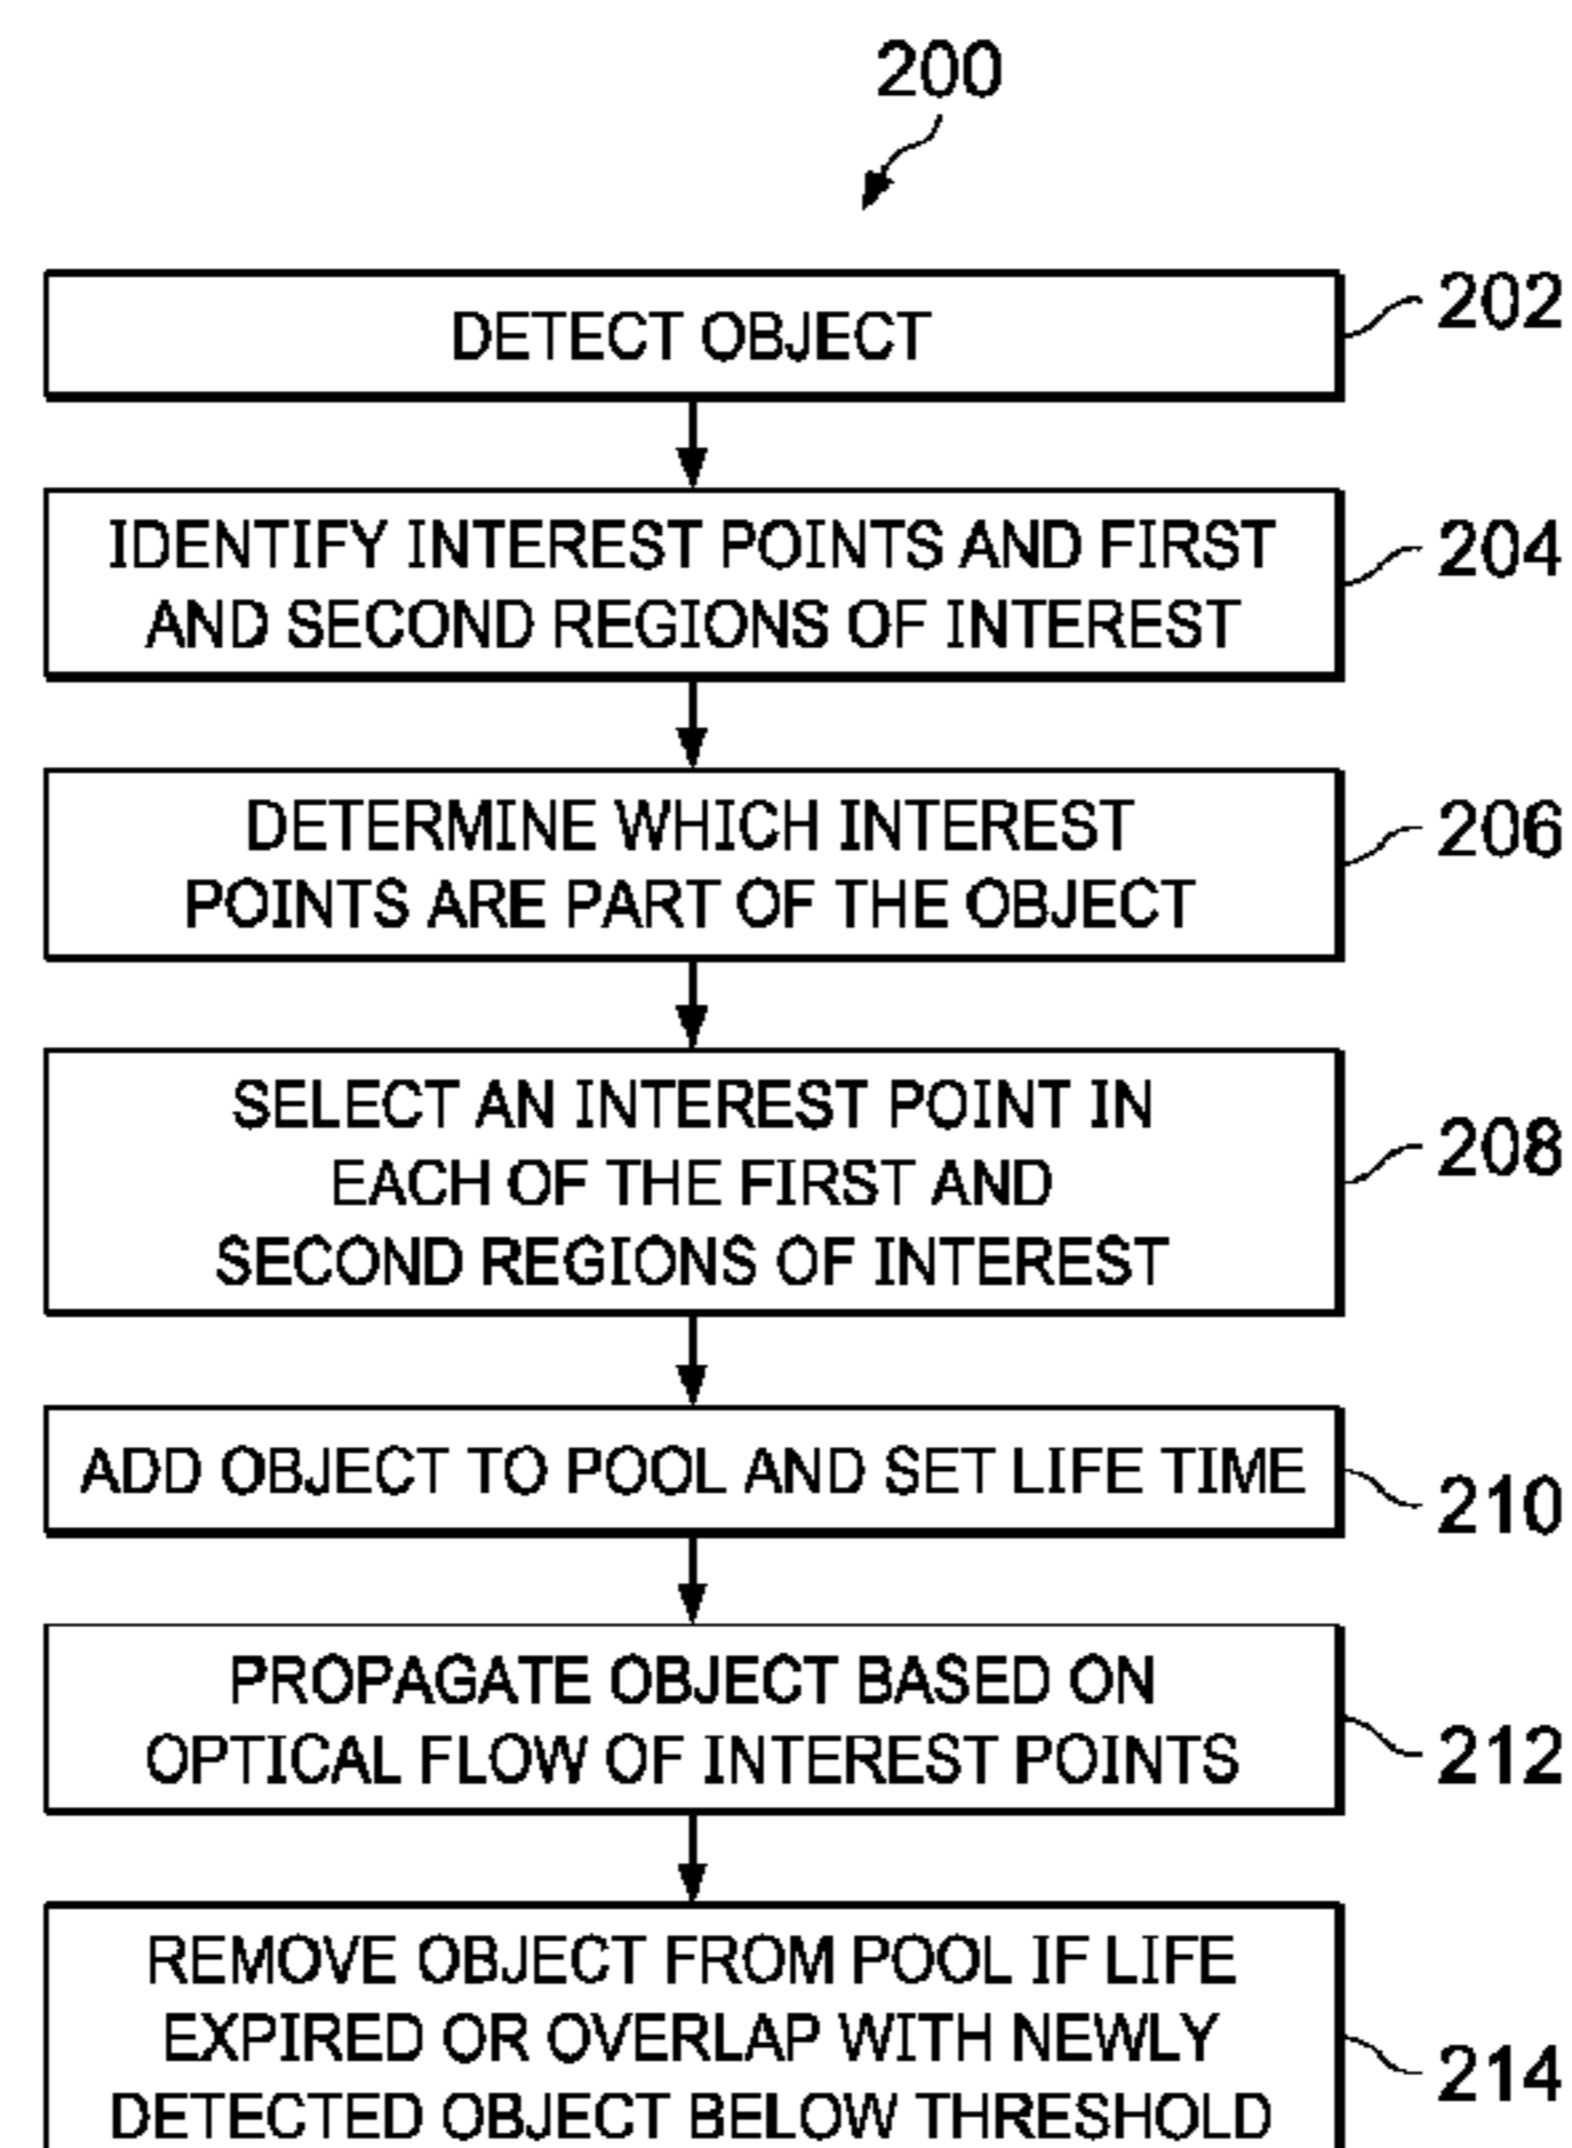 200
DETECT OBJECT
202
IDENTIFY INTEREST POINTS AND FIRST
AND SECOND REGIONS OF INTEREST
204
DETERMINE WHICH INTEREST
POINTS ARE PART OF THE OBJECT
206
SELECT AN INTEREST POINT IN
EACH OF THE FIRST AND
SECOND REGIONS OF INTEREST
208
ADD OBJECT TO POOL AND SET LIFE TIME
210
PROPAGATE OBJECT BASED ON
OPTICAL FLOW OF INTEREST POINTS
212
REMOVE OBJECT FROM POOL IF LIFE
EXPIRED OR OVERLAP WITH NEWLY
DETECTED OBJECT BELOW THRESHOLD
214